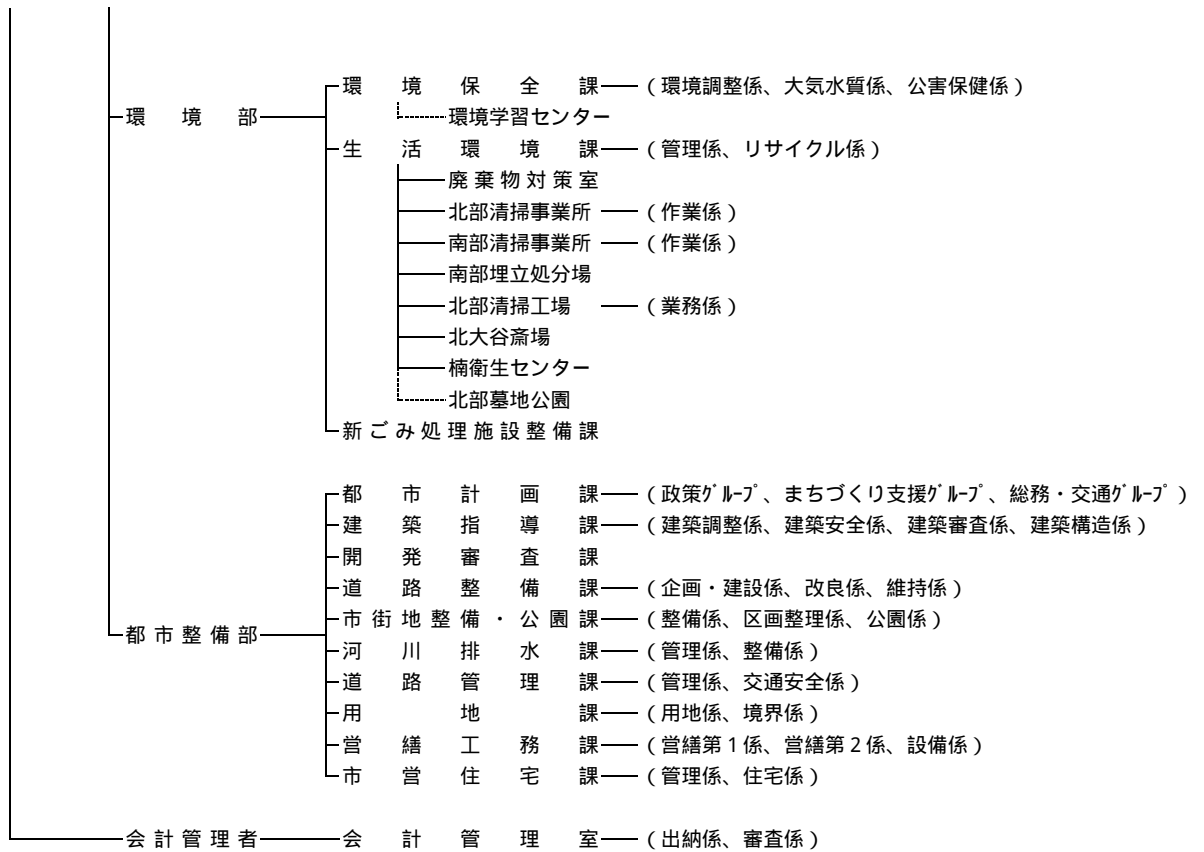 環境保全課（環境調整係、大気水質係、公害保健係）
環境部
環境学習センター
生活環境課（管理係、リサイクル係）
廃棄物対策室
北部清掃事業所（作業係）
南部清掃事業所（作業係）
南部埋立処分場
北部清掃工場（業務係）
北大谷斎場
楠衛生センター
北部墓地公園
新ごみ処理施設整備課
都市計画課（政策ｸﾞﾙｰﾌﾟ、まちづくり支援ｸﾞﾙｰﾌﾟ、総務・交通ｸﾞﾙｰﾌﾟ）
建築指導課（建築調整係、建築安全係、建築審査係、建築構造係）
開発審査課
道路整備課（企画・建設係、改良係、維持係）
市街地整備・公園課（整備係、区画整理係、公園係）
都市整備部
河川排水課（管理係、整備係）
道路管理課（管理係、交通安全係）
用地課（用地係、境界係）
営繕工務課（営繕第１係、営繕第２係、設備係）
市営住宅課（管理係、住宅係）
会計管理者 会計管理室（出納係、審査係）